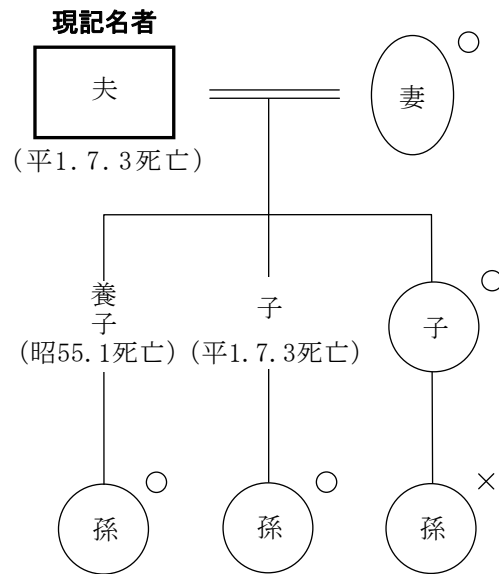 現記名者
夫
妻
○
(平1.7.3死亡)
養子
(昭55.1死亡)
子
(平1.7.3死亡)
子
○
孫
○
孫
○
孫
×